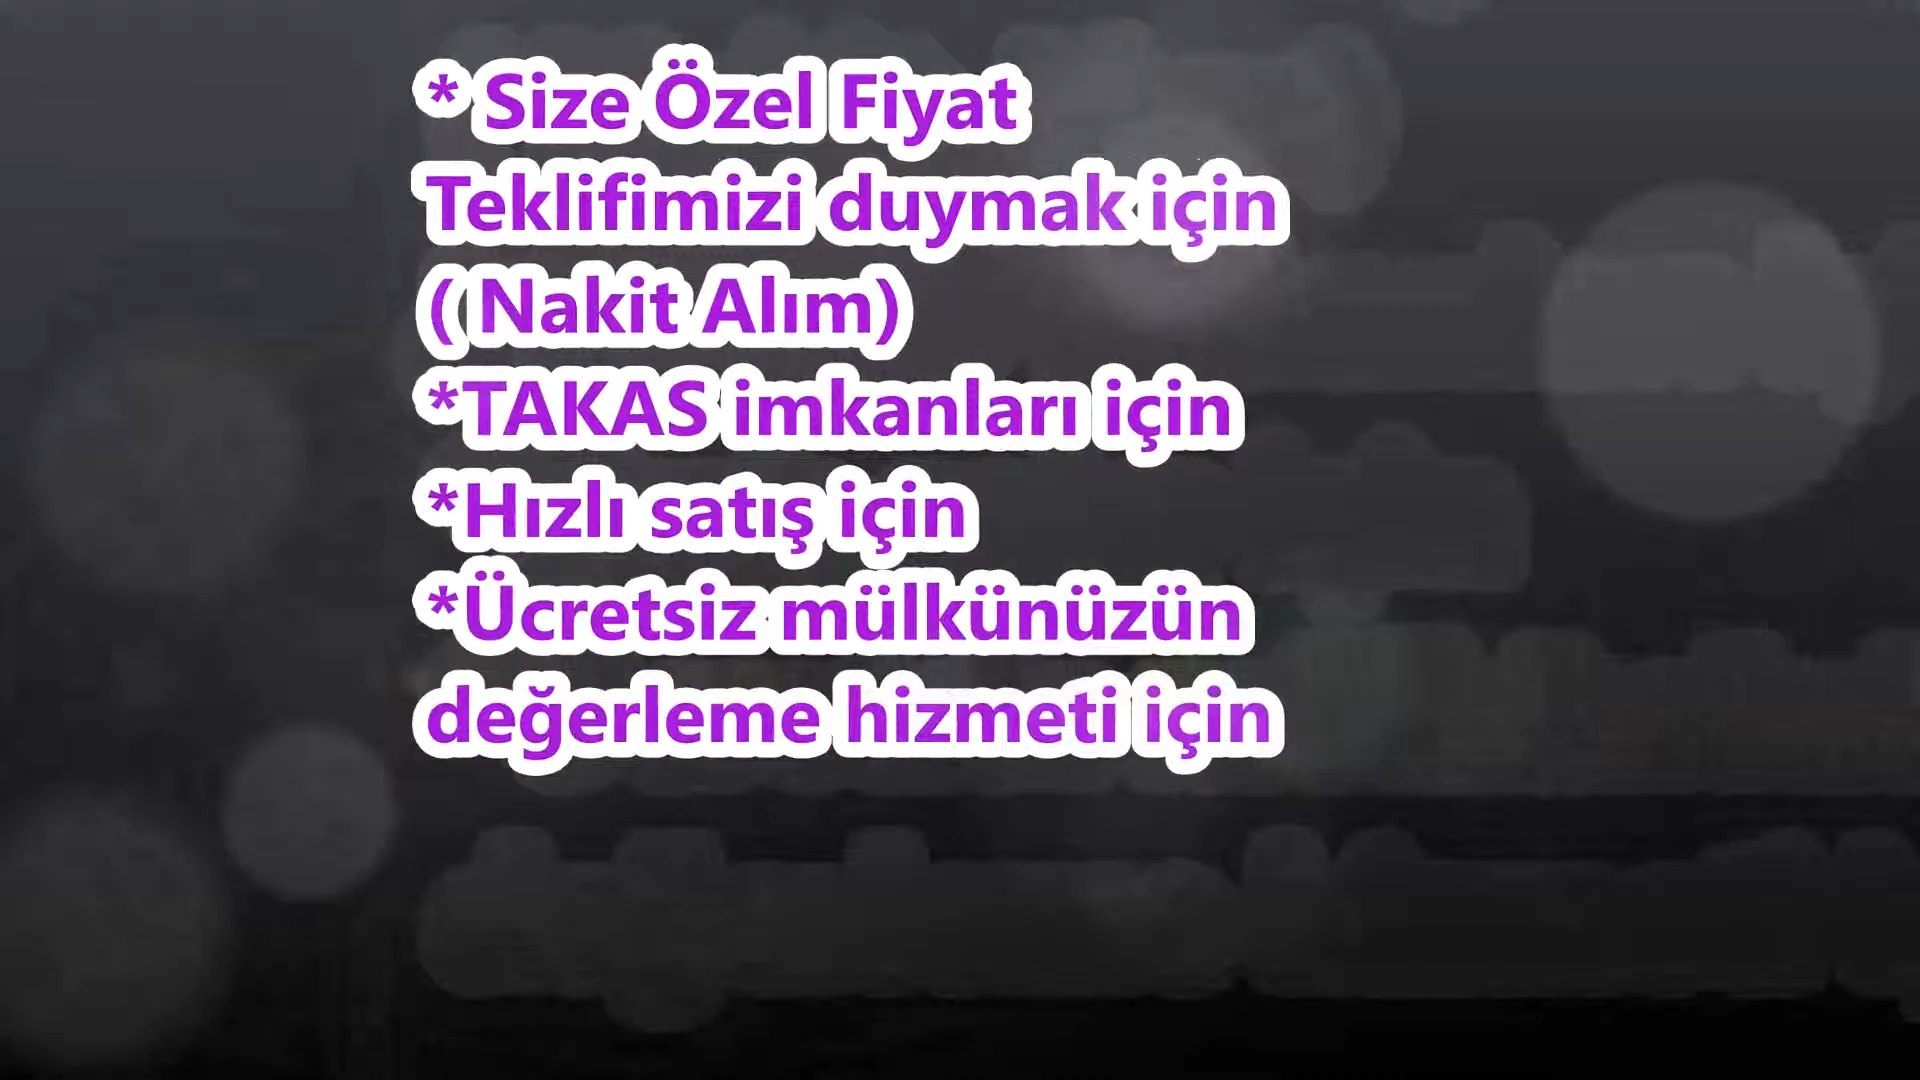 * Size Özel Fiyat
Teklifimizi duymak için
( Nakit Alım)
*TAKAS imkanları için
*Hızlı satış için
*Ücretsiz mülkünüzün
değerleme hizmeti için